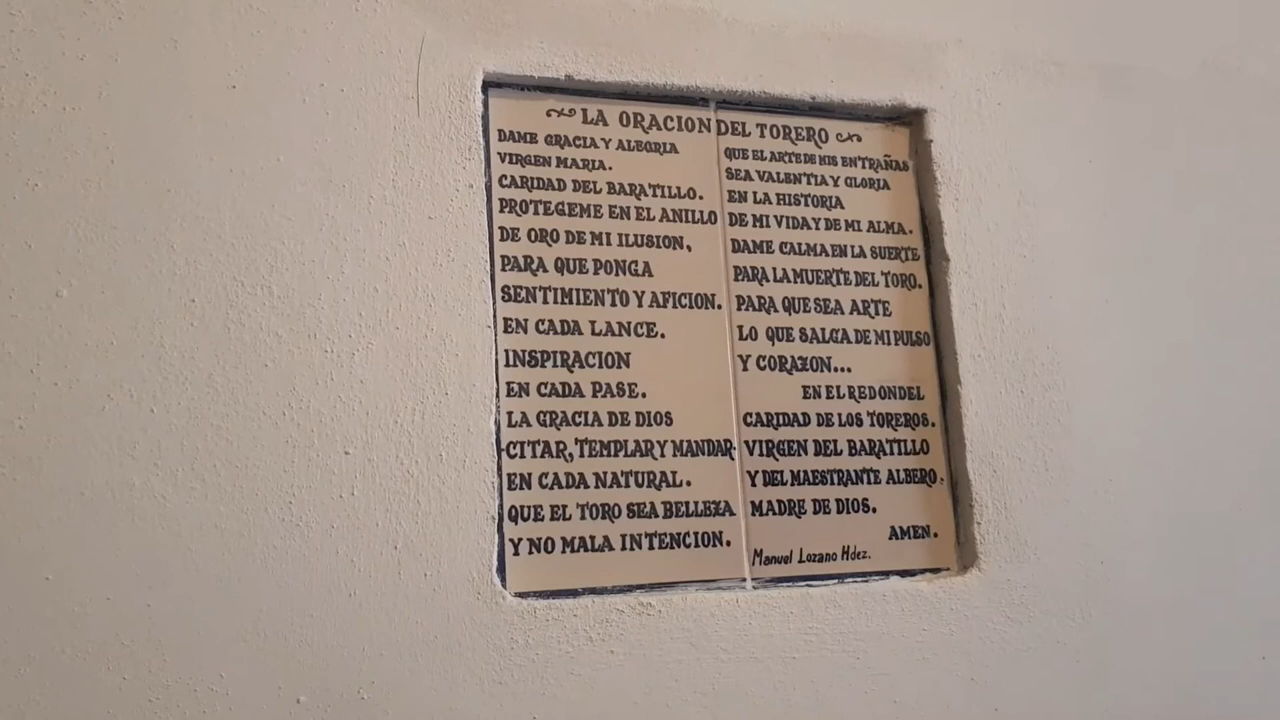 LA ORACION DEL TORERO
DAME GRACIA Y ALEGRIA
VIRGEN MARIA.
CARIDAD DEL BARATILLO.
PROTEGEME EN EL ANILLO
DE ORO DE MI ILUSION,
PARA QUE PONGA
SENTIMIENTO Y AFICION.
EN CADA LANCE.
INSPIRACION
EN CADA PASE.
LA GRACIA DE DIOS
CITAR, TEMPLAR Y MANDAR
EN CADA NATURAL.
QUE EL TORO SEA BELLEZA
Y NO MALA INTENCION.
QUE EL ARTE DE MIS ENTRAÑAS
SEA VALENTIA Y GLORIA
EN LA HISTORIA
DE MI VIDA Y DE MI ALMA.
DAME CALMA EN LA SUERTE
PARA LA MUERTE DEL TORO.
PARA QUE SEA ARTE
LO QUE SALGA DE MI PULSO
Y CORAZON...
EN EL REDONDEL
CARIDAD DE LOS TOREROS.
VIRGEN DEL BARATILLO
Y DEL MAESTRANTE ALBERO.
MADRE DE DIOS.
AMEN.
Manuel Lozano Hdez.